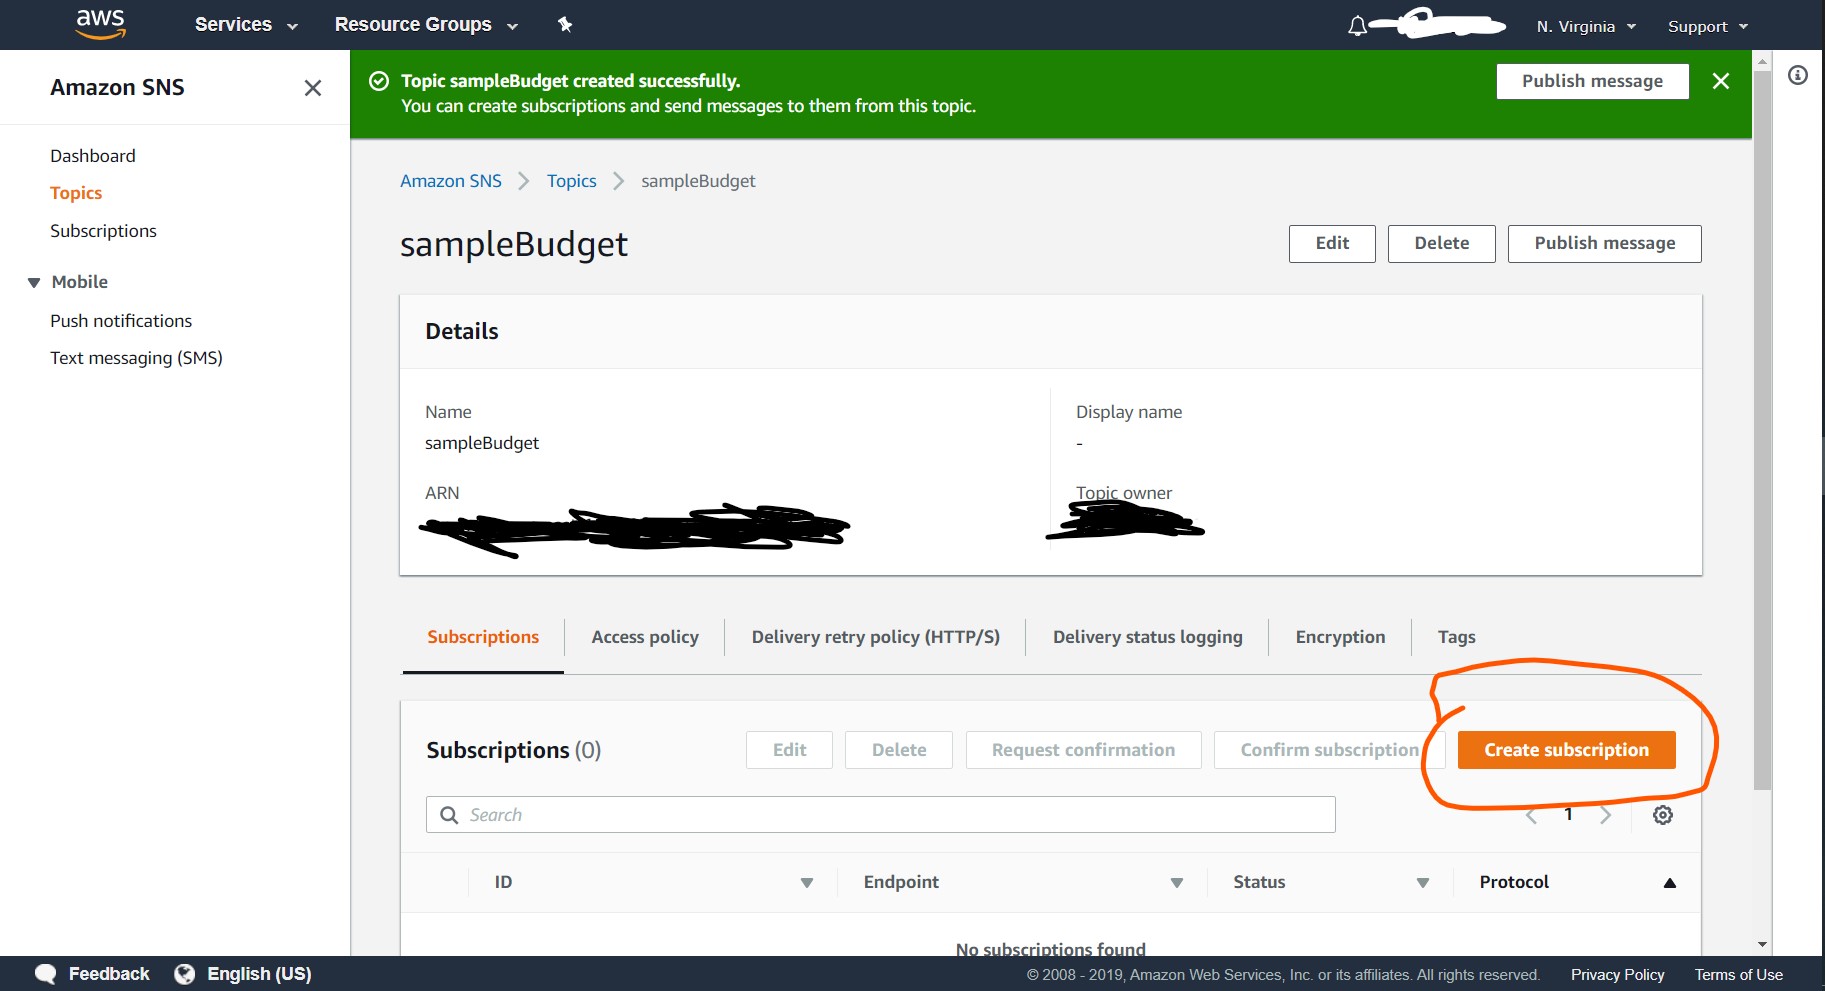 aws Services Resource Groups N. Virginia Support
Amazon SNS
Dashboard
Topics
Subscriptions
Mobile
Push notifications
Text messaging (SMS)
Topic sampleBudget created successfully.
You can create subscriptions and send messages to them from this topic.
Publish message
Amazon SNS Topics sampleBudget
sampleBudget
Edit Delete Publish message
Details
Name
sampleBudget
ARN
Display name
-
Topic owner
Subscriptions Access policy Delivery retry policy (HTTP/S) Delivery status logging Encryption Tags
Subscriptions (0) Edit Delete Request confirmation Confirm subscription Create subscription
Search 1
ID Endpoint Status Protocol
No subscriptions found
Feedback English (US) © 2008 - 2019, Amazon Web Services, Inc. or its affiliates. All rights reserved. Privacy Policy Terms of Use